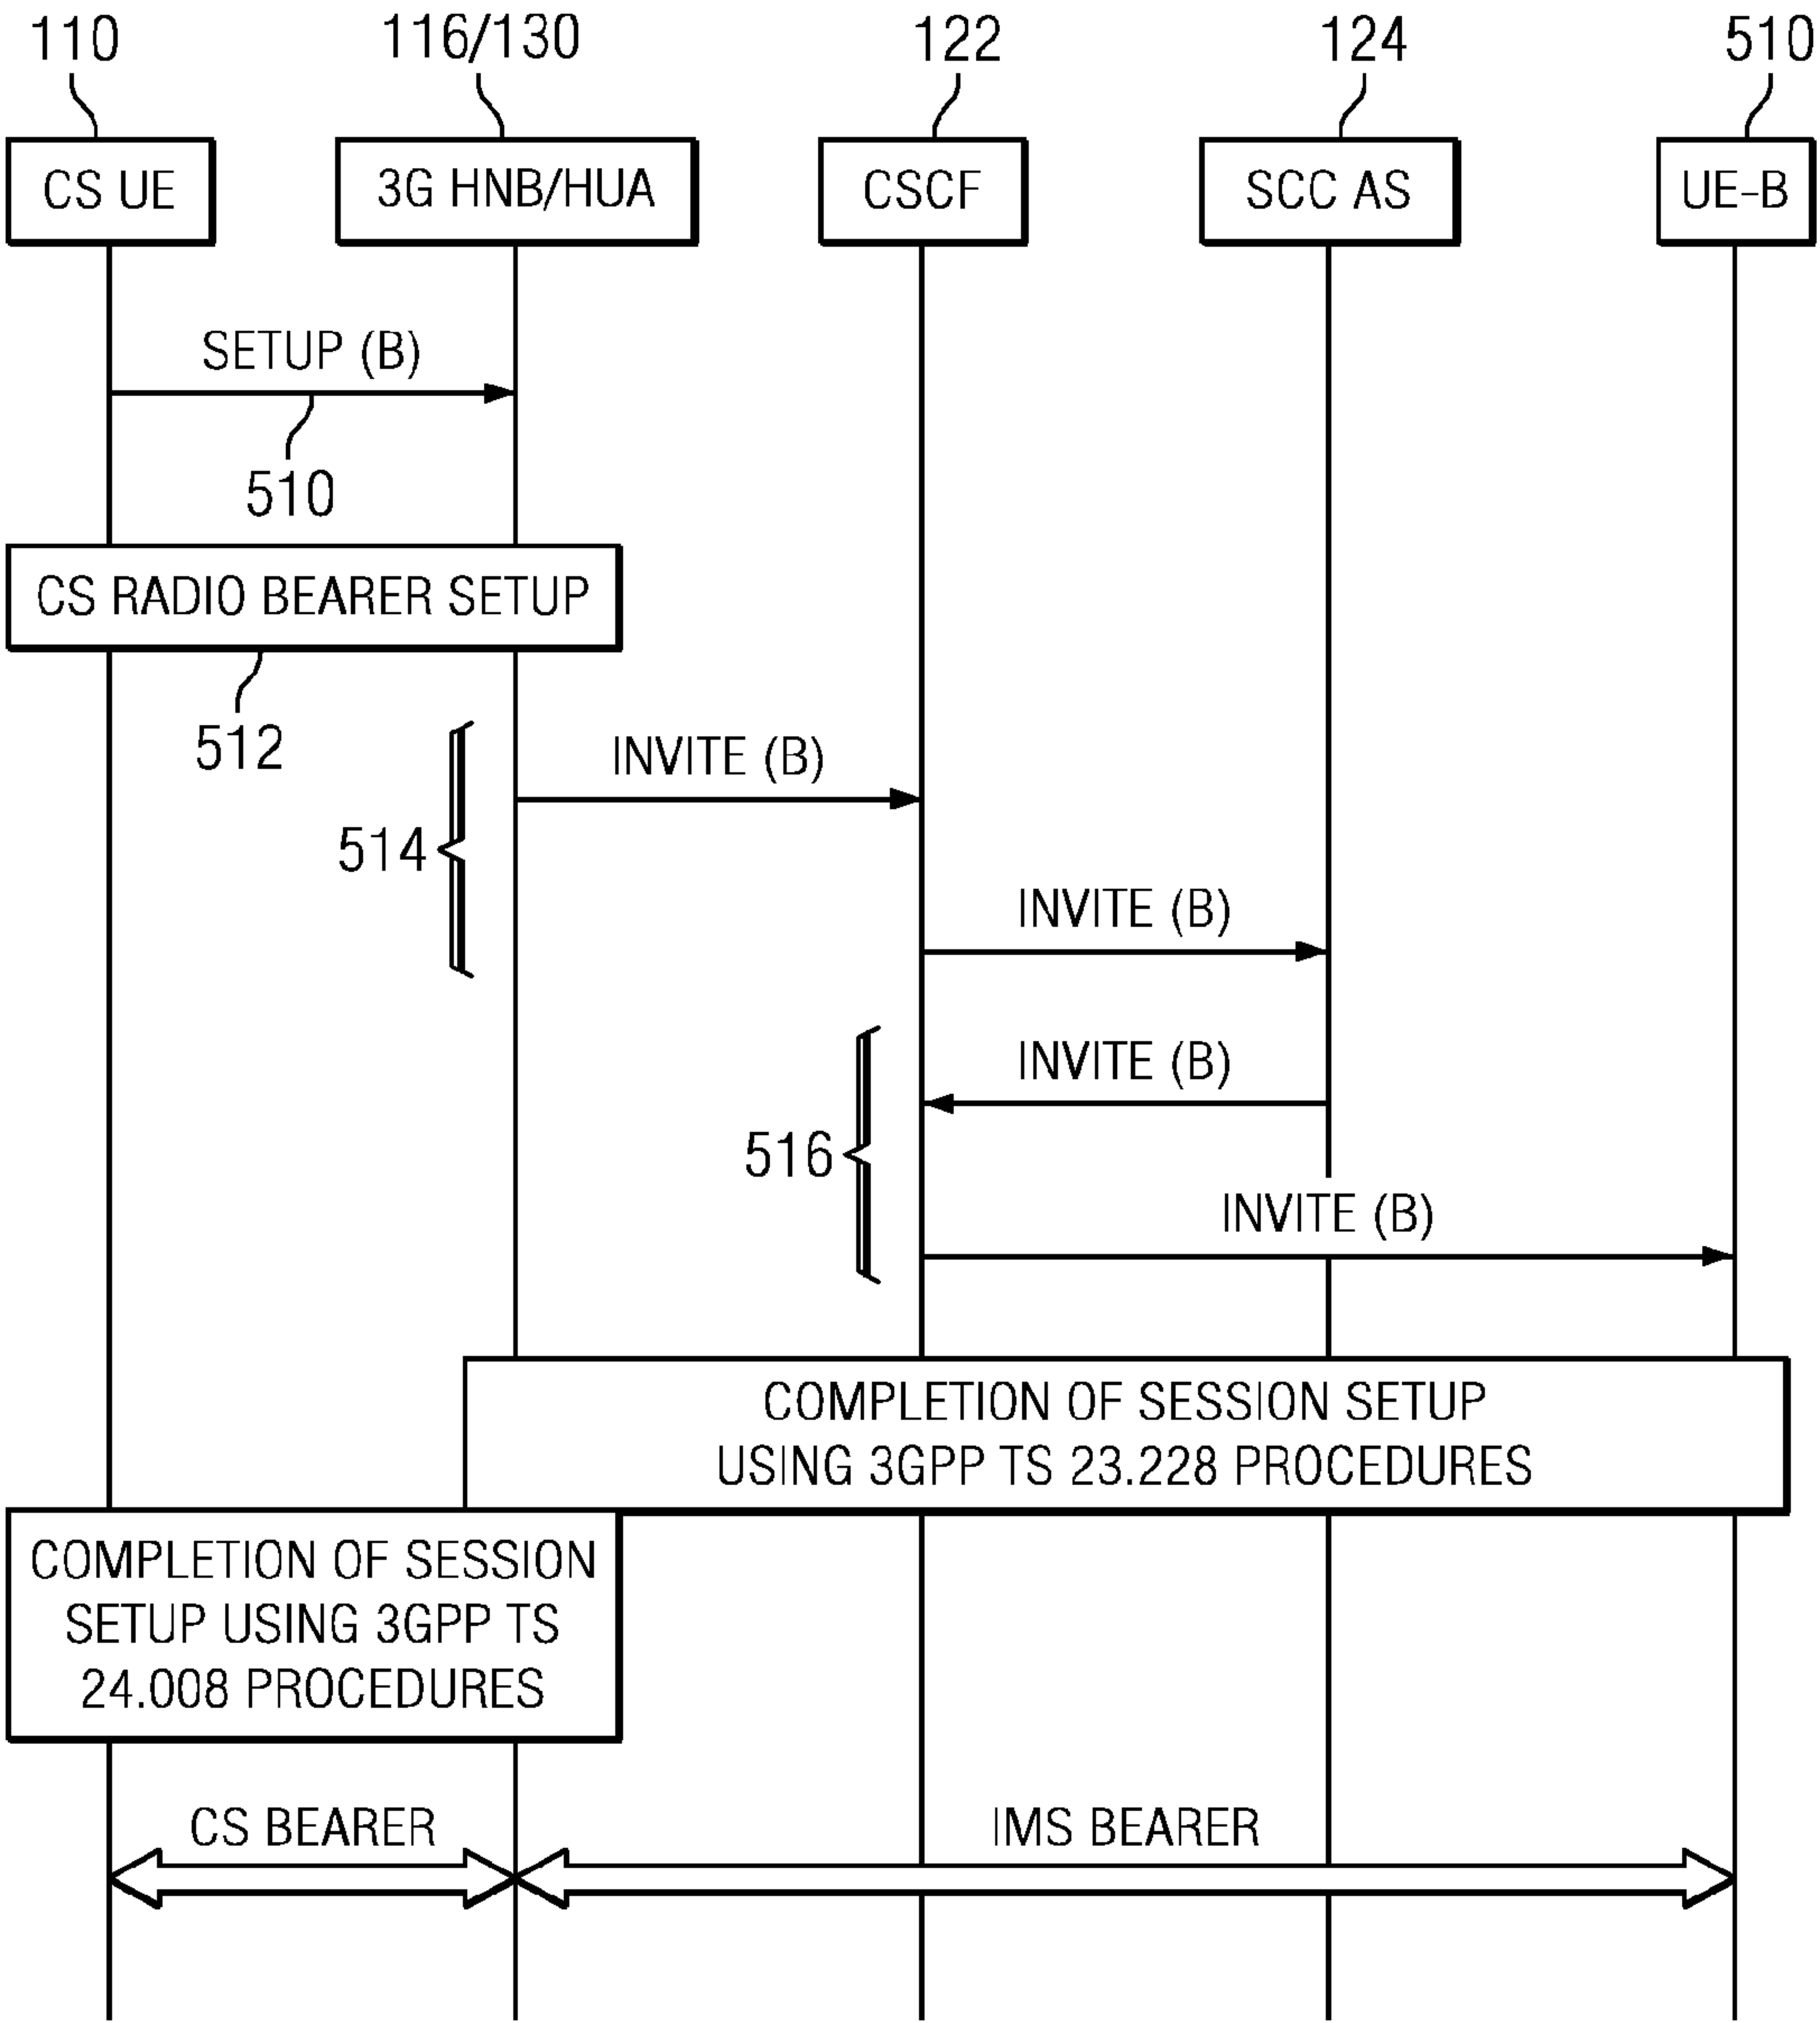 110
116/130
122
124
510
CS UE
3G HNB/HUA
CSCF
SCC AS
UE-B
SETUP (B)
510
CS RADIO BEARER SETUP
512
INVITE (B)
514
INVITE (B)
INVITE (B)
516
INVITE (B)
COMPLETION OF SESSION SETUP
USING 3GPP TS 23.228 PROCEDURES
COMPLETION OF SESSION
SETUP USING 3GPP TS
24.008 PROCEDURES
CS BEARER
IMS BEARER